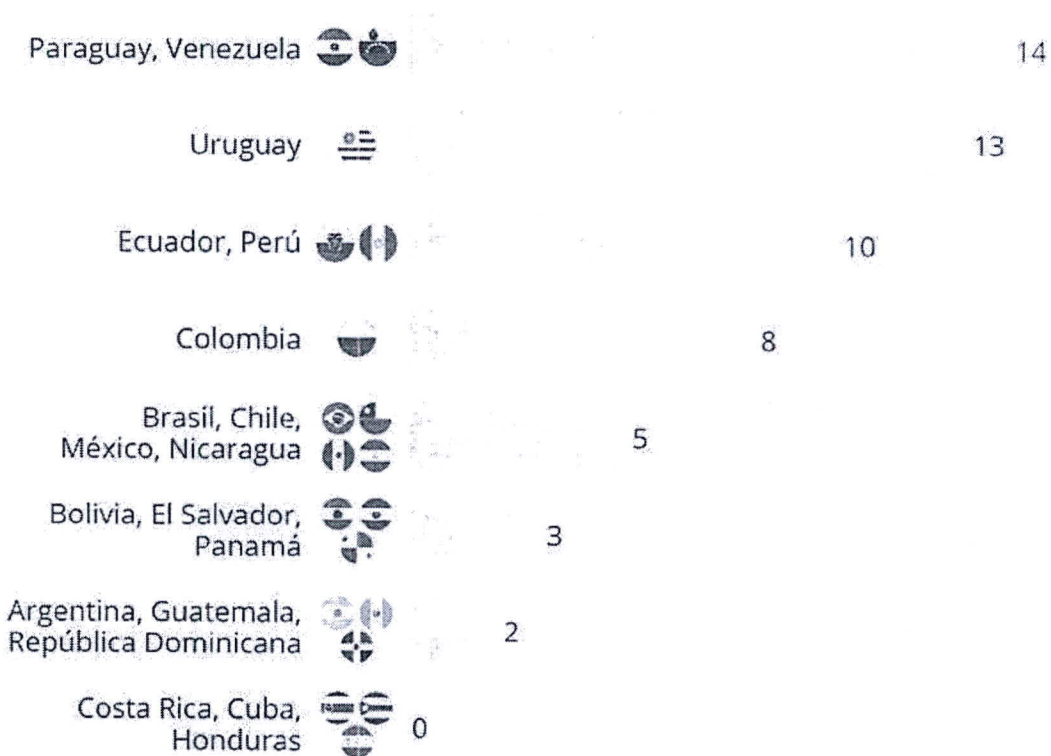 Paraguay, Venezuela 14
Uruguay 13
Ecuador, Perú 10
Colombia 8
Brasil, Chile,
México, Nicaragua 5
Bolivia, El Salvador,
Panamá 3
Argentina, Guatemala,
República Dominicana 2
Costa Rica, Cuba,
Honduras 0